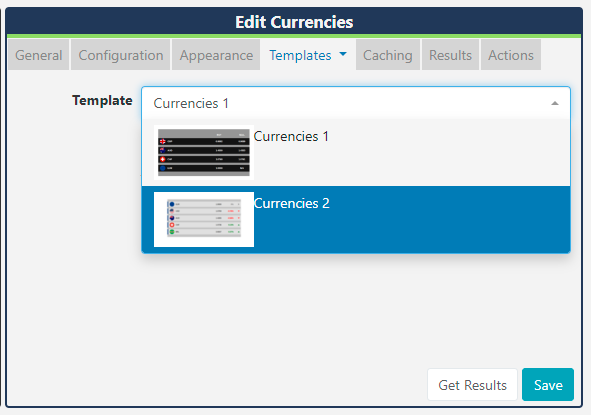 Edit Currencies
General Configuration Appearance Templates Caching Results Actions
Template Currencies 1
Currencies 1
Currencies 2
Get Results Save